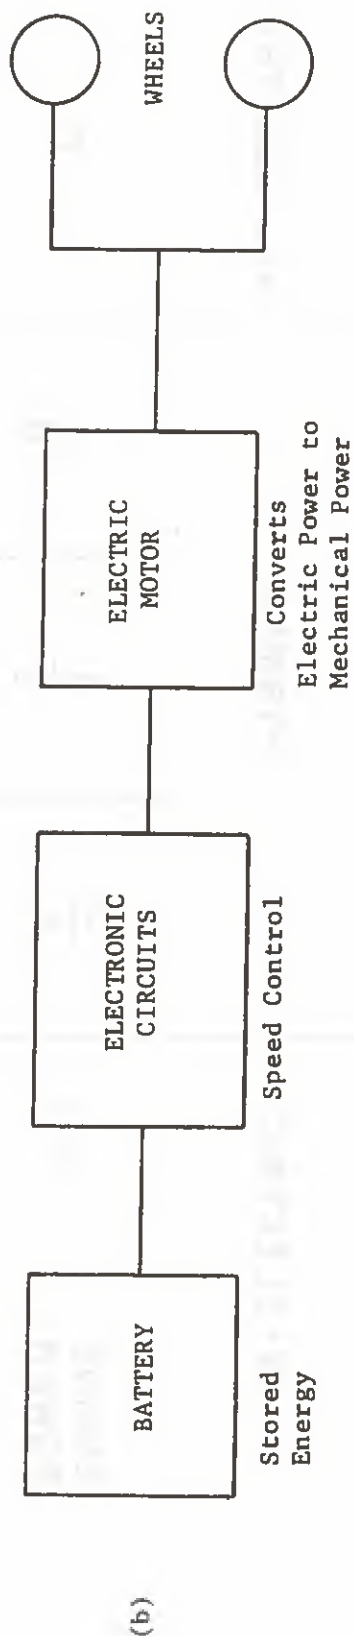 (b)
BATTERY
Stored
Energy
ELECTRONIC
CIRCUITS
Speed Control
ELECTRIC
MOTOR
Converts
Electric Power to
Mechanical Power
WHEELS